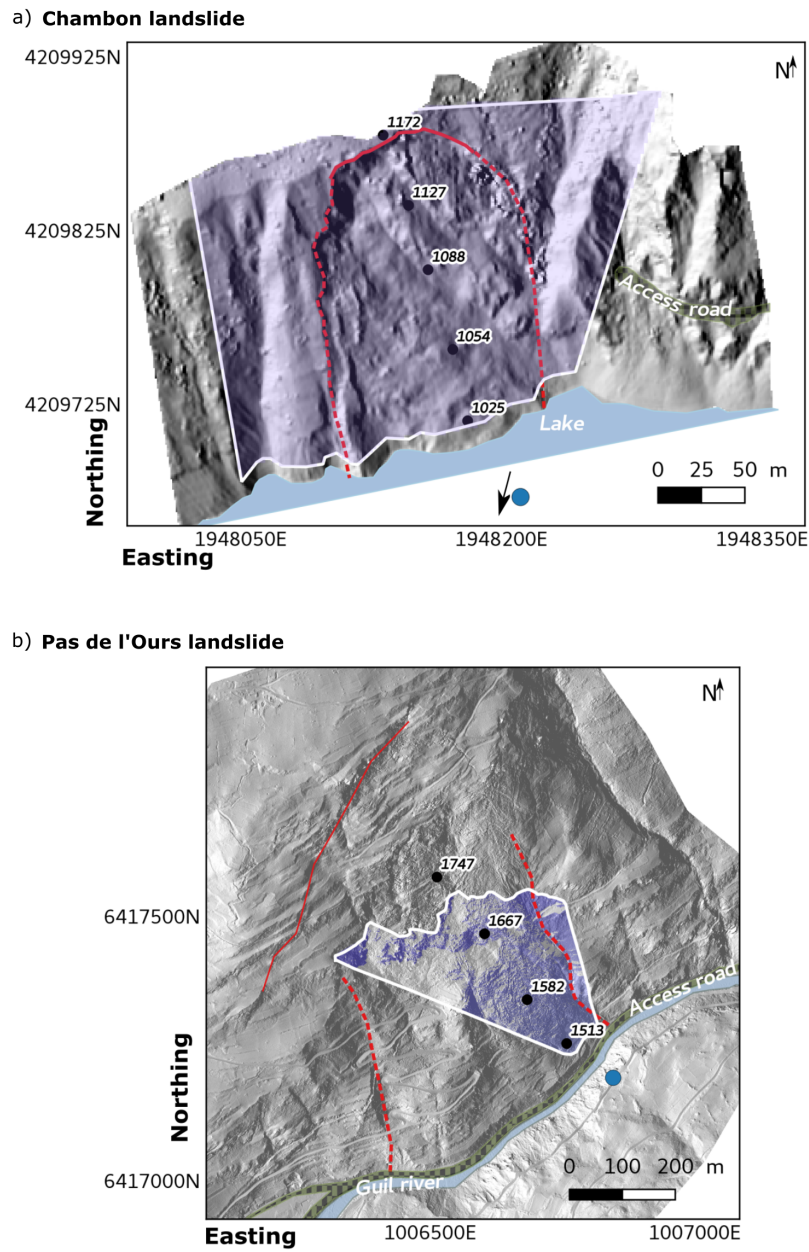 a) Chambon landslide
4209925N
N
1172
1127
4209825N
1088
Access road
1054
4209725N
1025
Lake
Northing
0 25 50 m
1948050E 1948200E 1948350E
Easting
b) Pas de l'Ours landslide
N
1747
6417500N
1667
1582
Access road
1513
Northing
0 100 200 m
6417000N
Guil river
Easting
1006500E 1007000E